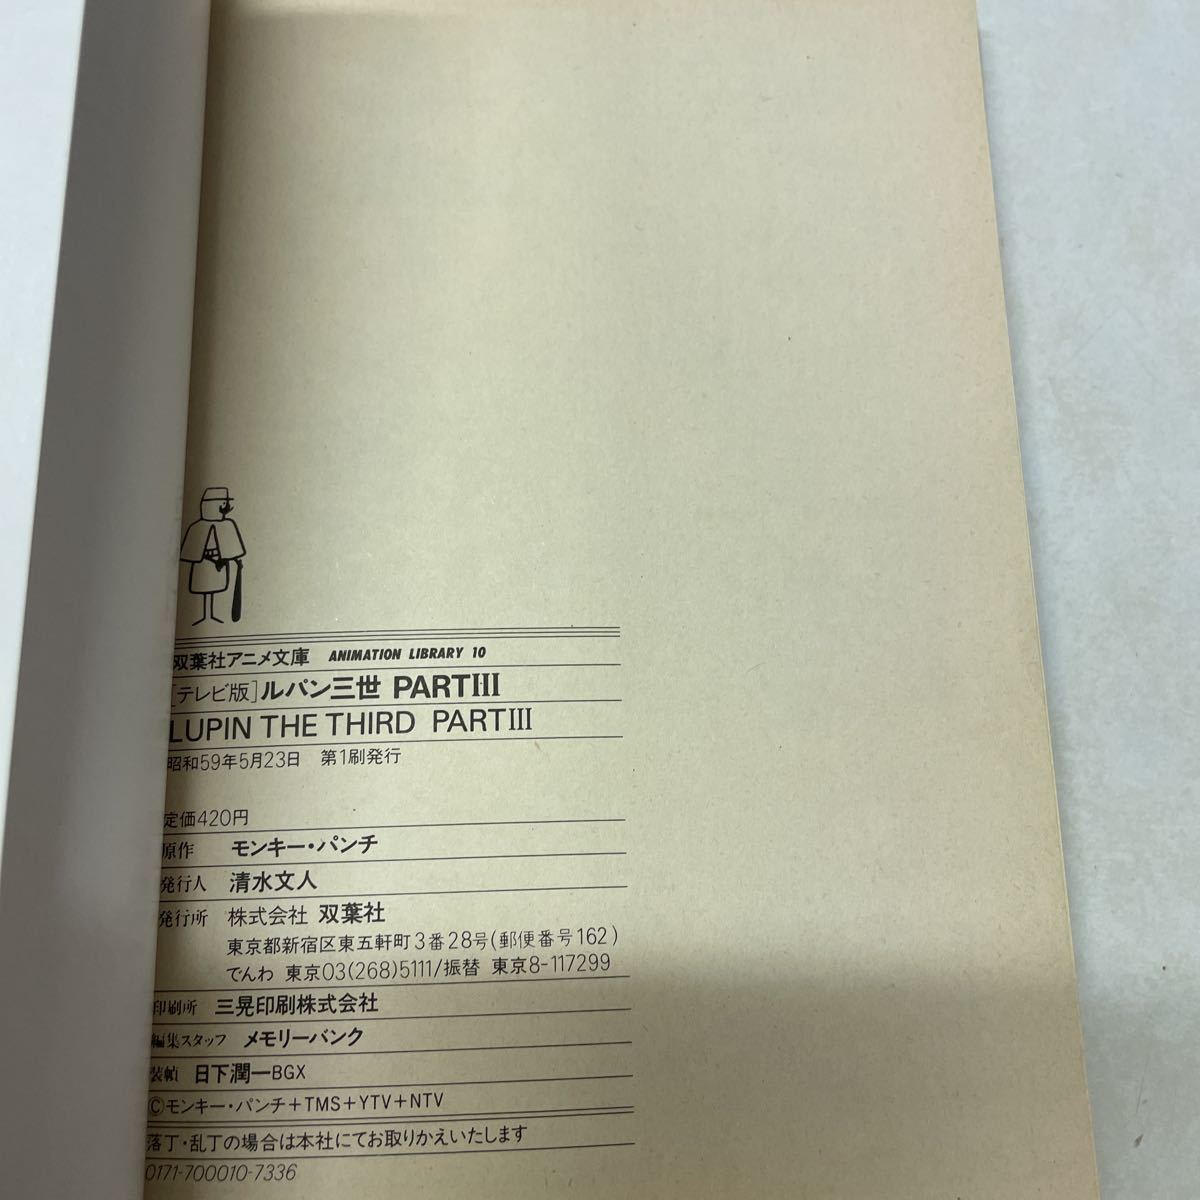 双葉社アニメ文庫 ANIMATION LIBRARY 10
[テレビ版]ルパン三世 PARTIII
LUPIN THE THIRD PARTIII
昭和59年5月23日 第1刷発行
定価420円
原作 モンキー・パンチ
発行人 清水文人
発行所 株式会社 双葉社
東京都新宿区東五軒町3番28号(郵便番号162)
でんわ 東京03(268)5111/振替 東京8-117299
印刷所 三晃印刷株式会社
編集スタッフ メモリーバンク
装幀 日下潤一BGX
©モンキー・パンチ+TMS+YTV+NTV
落丁・乱丁の場合は本社にてお取りかえいたします
0171-700010-7336